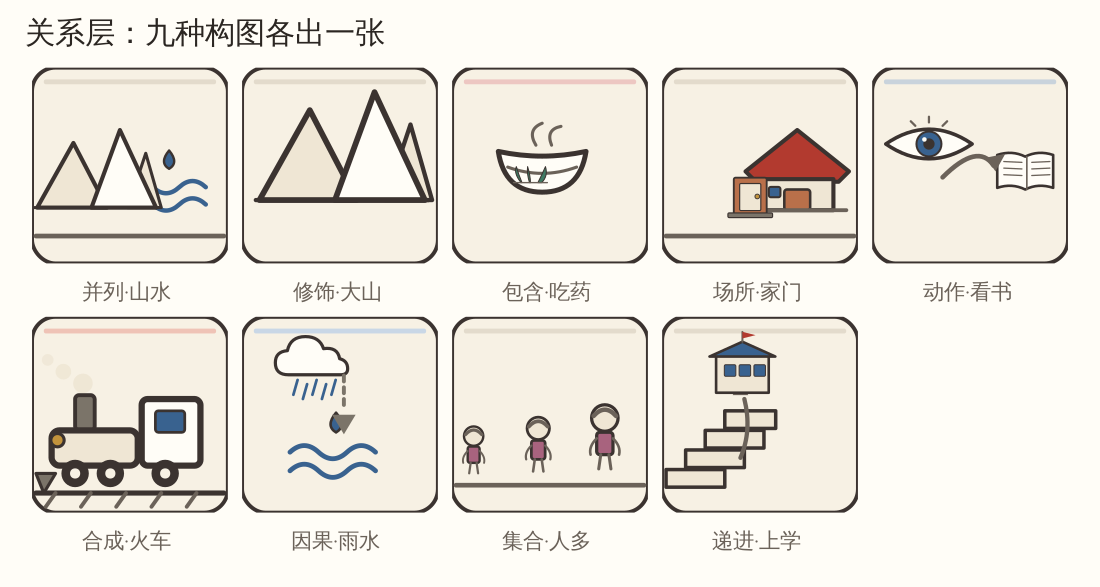 关系层：九种构图各出一张
并列·山水
修饰·大山
包含·吃药
场所·家门
动作·看书
合成·火车
因果·雨水
集合·人多
递进·上学